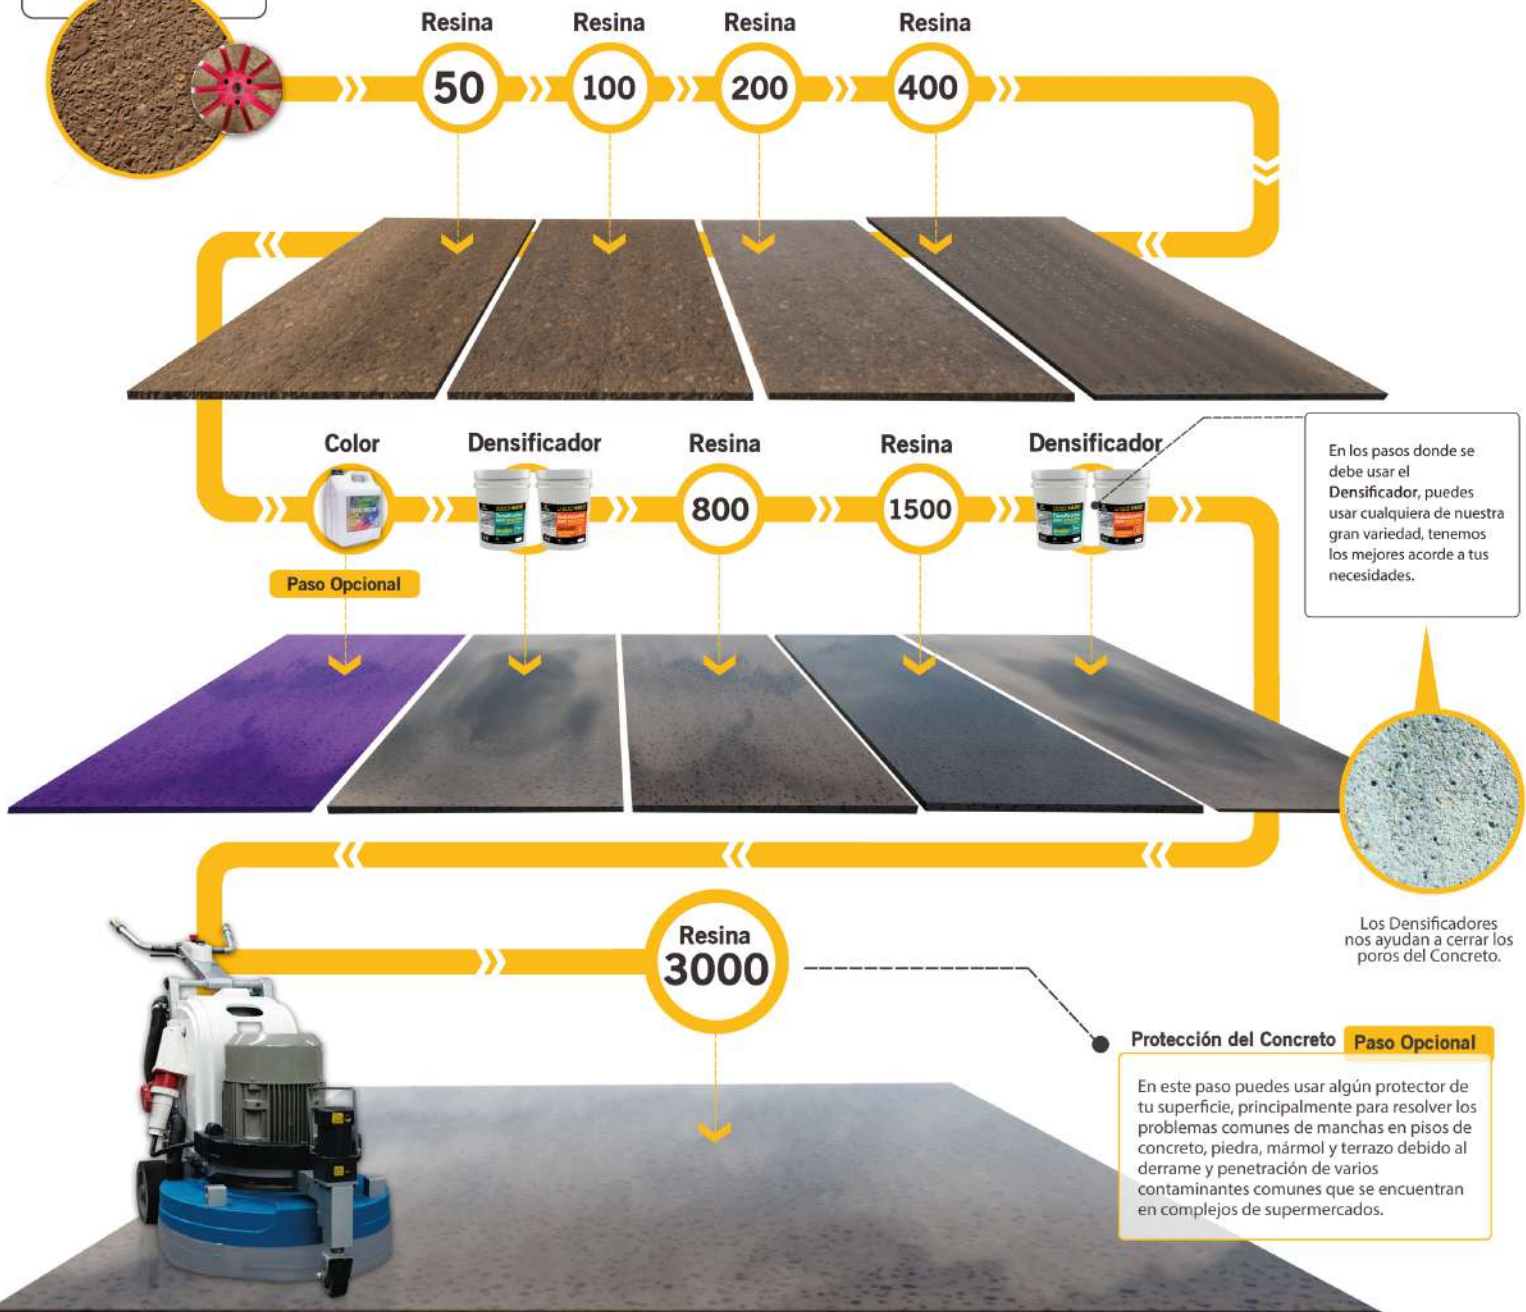 Resina
Resina
Resina
Resina
50
100
200
400
Color
Densificador
Resina
Resina
Densificador
800
1500
Paso Opcional
En los pasos donde se
debe usar el
Densificador, puedes
usar cualquiera de nuestra
gran variedad, tenemos
los mejores acorde a tus
necesidades.
Los Densificadores
nos ayudan a cerrar los
poros del Concreto.
Resina
3000
Protección del Concreto
Paso Opcional
En este paso puedes usar algún protector de
tu superficie, principalmente para resolver los
problemas comunes de manchas en pisos de
concreto, piedra, mármol y terrazo debido al
derrame y penetración de varios
contaminantes comunes que se encuentran
en complejos de supermercados.